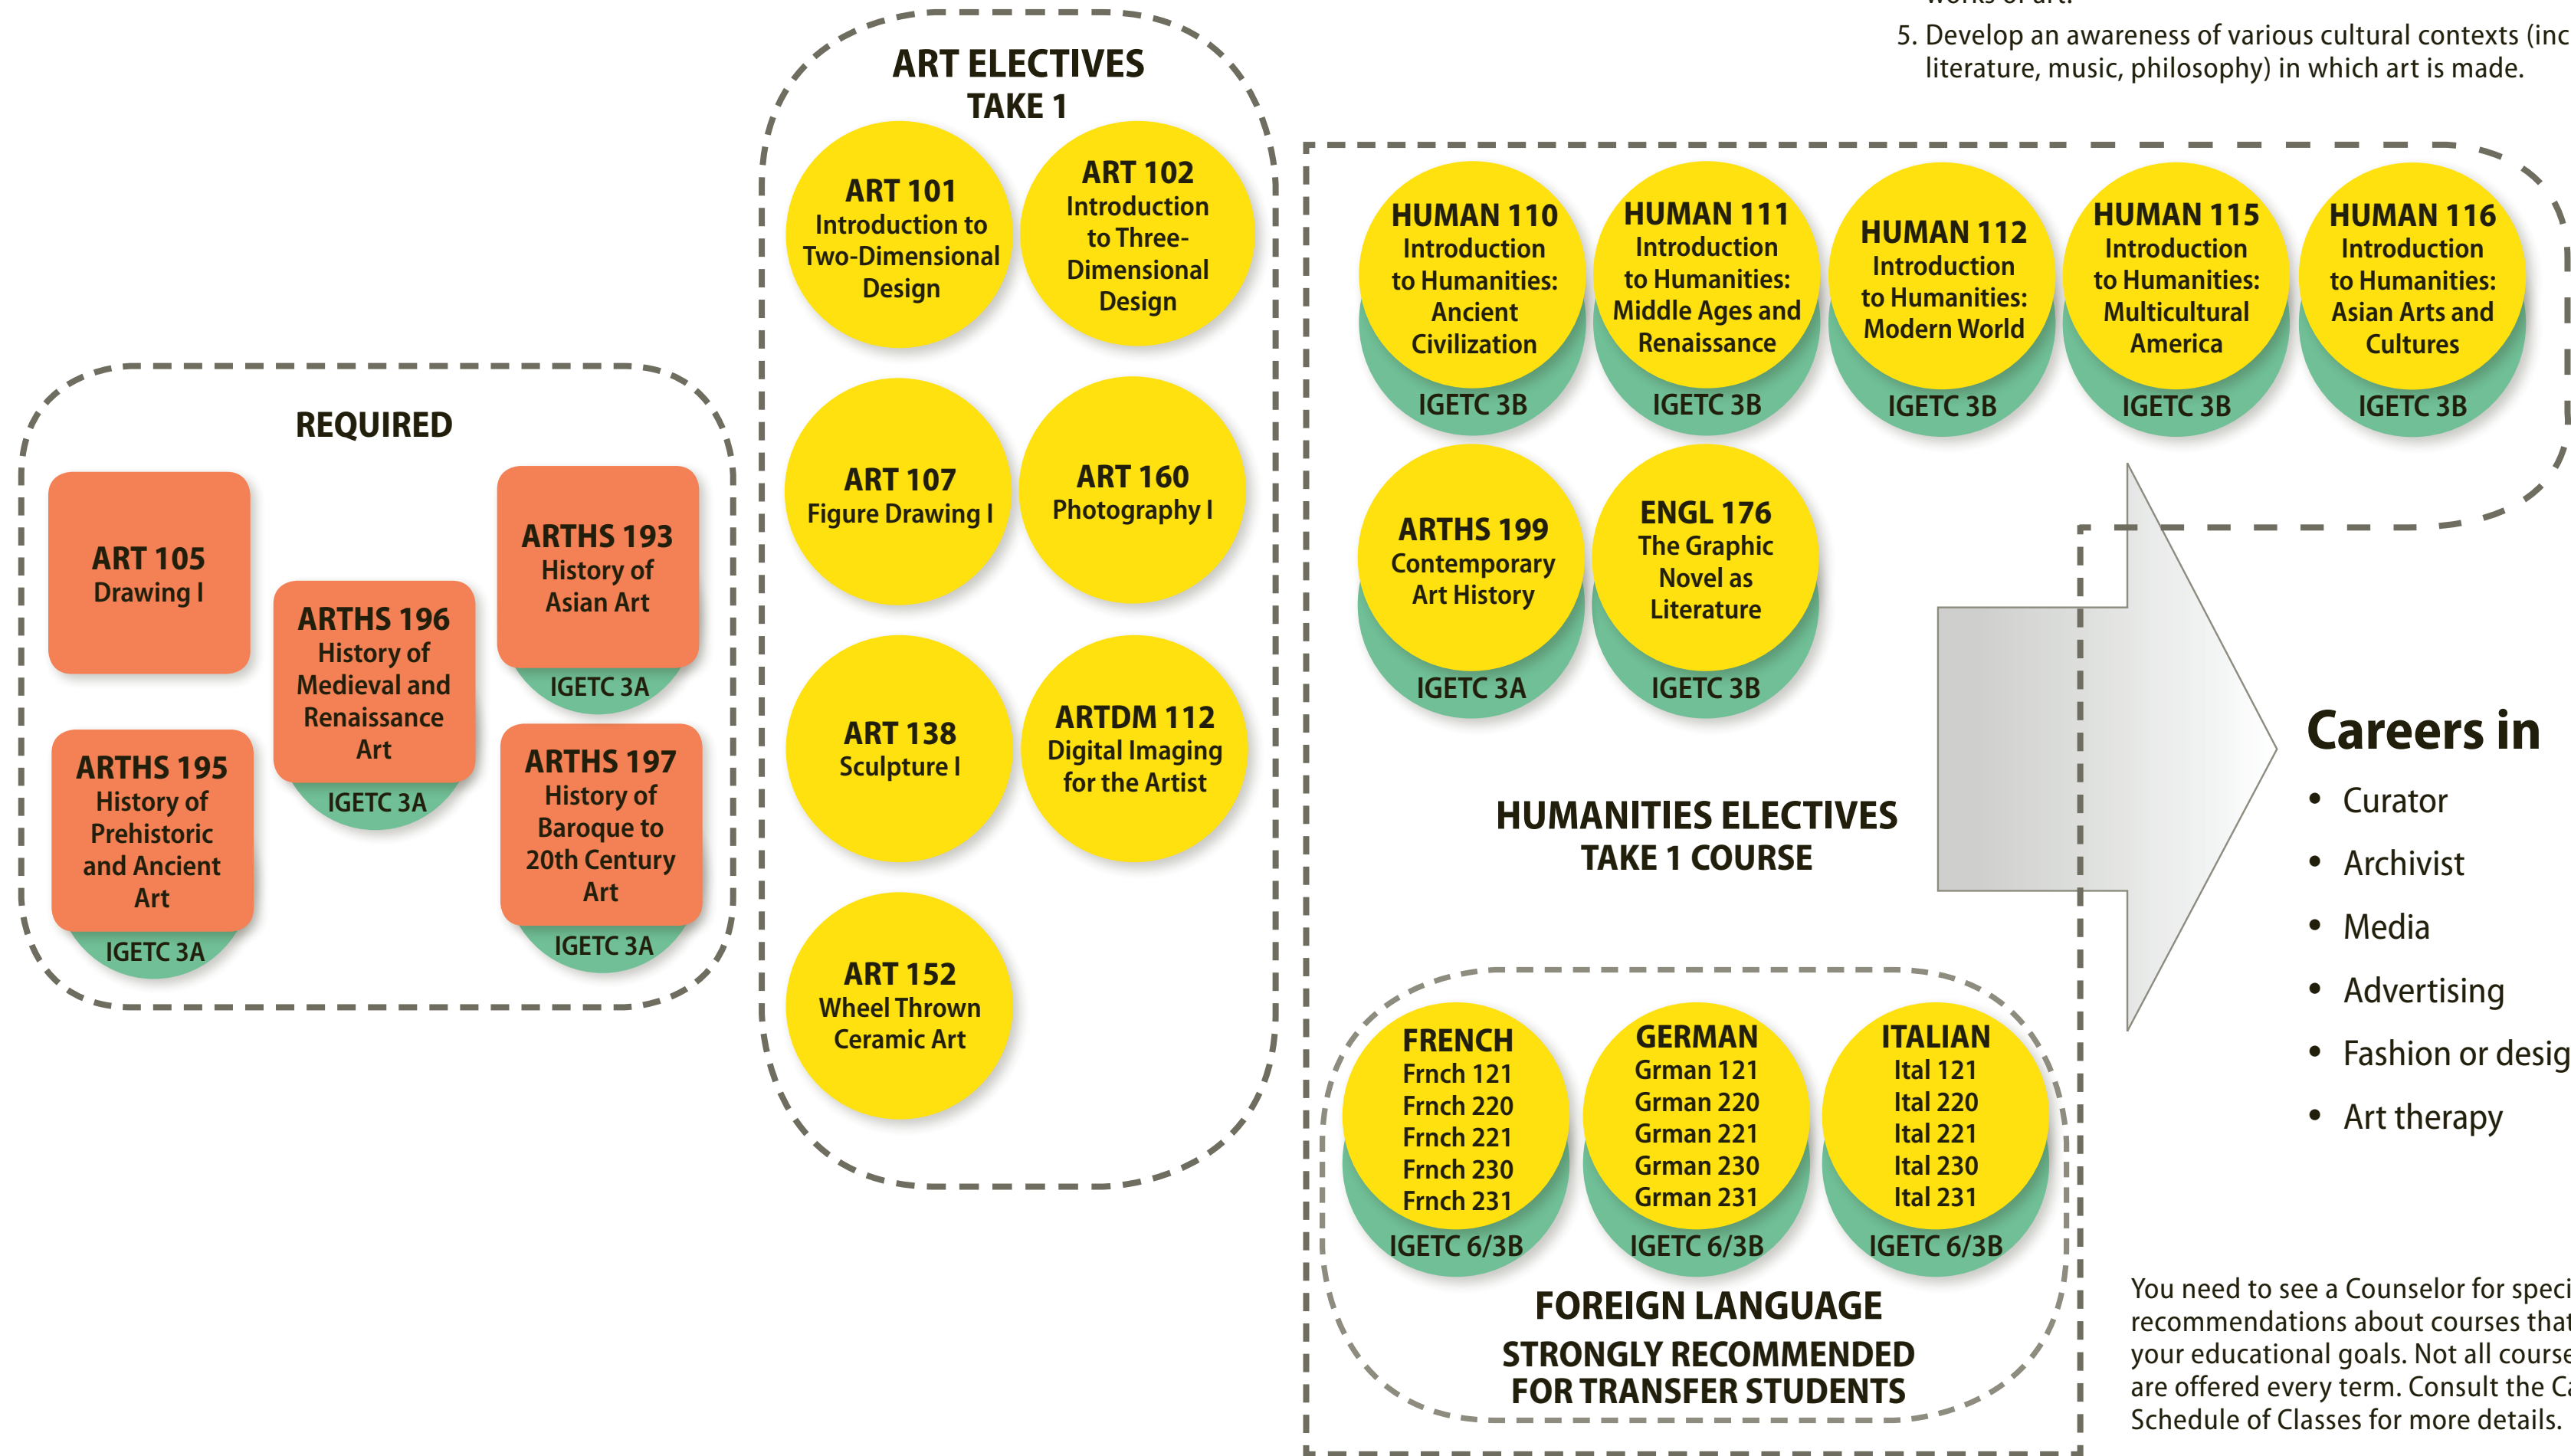 works of art.
5. Develop an awareness of various cultural contexts (inc
literature, music, philosophy) in which art is made.
REQUIRED
ART 105
Drawing I
ARTHS 193
History of
Asian Art
IGETC 3A
ARTHS 196
History of
Medieval and
Renaissance
Art
IGETC 3A
ARTHS 195
History of
Prehistoric
and Ancient
Art
IGETC 3A
ARTHS 197
History of
Baroque to
20th Century
Art
IGETC 3A
ART ELECTIVES
TAKE 1
ART 101
Introduction to
Two-Dimensional
Design
ART 102
Introduction
to Three-
Dimensional
Design
ART 107
Figure Drawing I
ART 160
Photography I
ART 138
Sculpture I
ARTDM 112
Digital Imaging
for the Artist
ART 152
Wheel Thrown
Ceramic Art
HUMAN 110
Introduction
to Humanities:
Ancient
Civilization
IGETC 3B
HUMAN 111
Introduction
to Humanities:
Middle Ages and
Renaissance
IGETC 3B
HUMAN 112
Introduction
to Humanities:
Modern World
IGETC 3B
HUMAN 115
Introduction
to Humanities:
Multicultural
America
IGETC 3B
HUMAN 116
Introduction
to Humanities:
Asian Arts and
Cultures
IGETC 3B
ARTHS 199
Contemporary
Art History
IGETC 3A
ENGL 176
The Graphic
Novel as
Literature
IGETC 3B
HUMANITIES ELECTIVES
TAKE 1 COURSE
FRENCH
Frnch 121
Frnch 220
Frnch 221
Frnch 230
Frnch 231
IGETC 6/3B
GERMAN
Grman 121
Grman 220
Grman 221
Grman 230
Grman 231
IGETC 6/3B
ITALIAN
Ital 121
Ital 220
Ital 221
Ital 230
Ital 231
IGETC 6/3B
FOREIGN LANGUAGE
STRONGLY RECOMMENDED
FOR TRANSFER STUDENTS
Careers in
• Curator
• Archivist
• Media
• Advertising
• Fashion or desig
• Art therapy
You need to see a Counselor for speci
recommendations about courses that
your educational goals. Not all course
are offered every term. Consult the Ca
Schedule of Classes for more details.